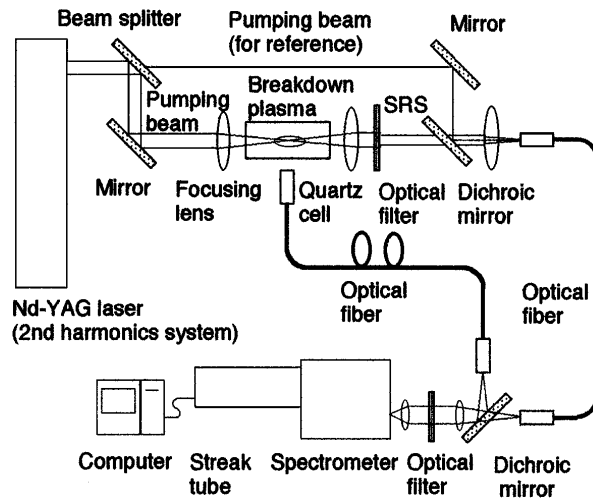 Beam splitter
Pumping beam
(for reference)
Mirror
Pumping
beam
Breakdown
plasma
SRS
Mirror
Focusing
lens
Quartz
cell
Optical
filter
Dichroic
mirror
Nd-YAG laser
(2nd harmonics system)
Optical
fiber
Optical
fiber
Computer
Streak
tube
Spectrometer
Optical
filter
Dichroic
mirror